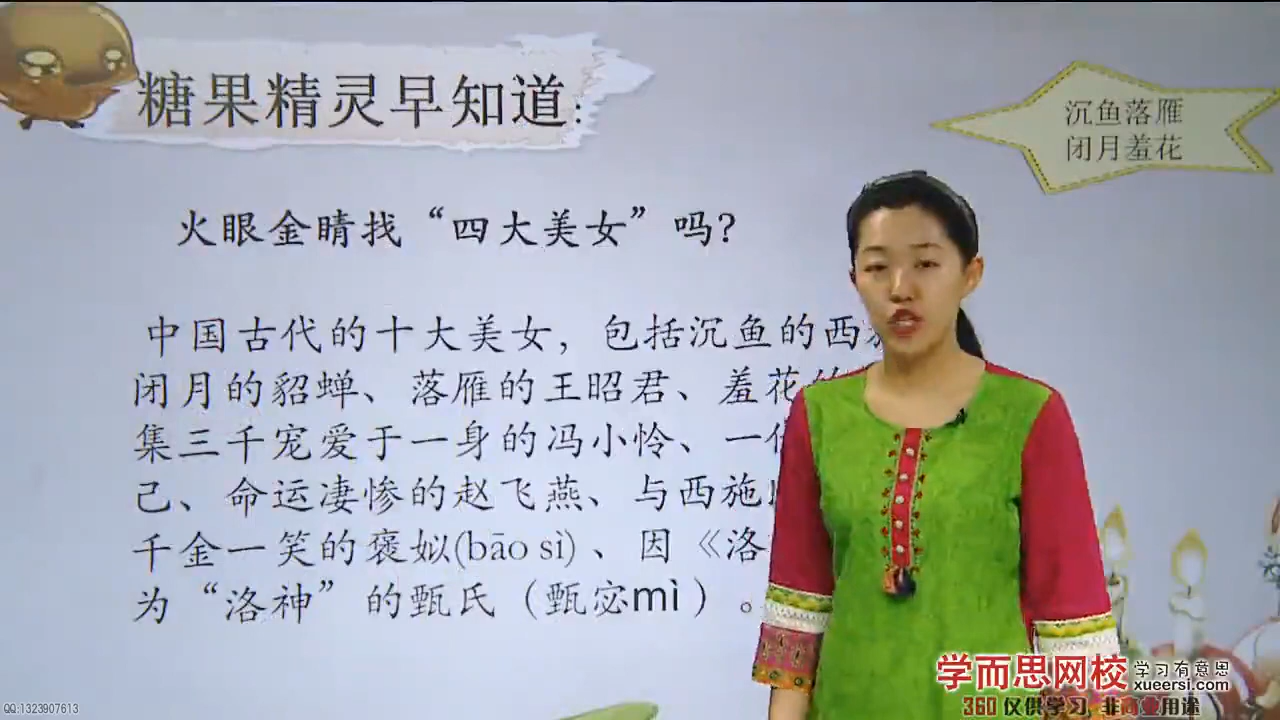 糖果精灵早知道:
沉鱼落雁
闭月羞花
火眼金睛找“四大美女”吗?
中国古代的十大美女，包括沉鱼的西
闭月的貂蝉、落雁的王昭君、羞花
集三千宠爱于一身的冯小怜、一
己、命运凄惨的赵飞燕、与西施
千金一笑的褒姒(bāo sì)、因《洛
为“洛神”的甄氏（甄宓mì）。
学而思网校 学习有意思
xueersi.com
360 仅供学习 非商业用途
QQ:1323907613